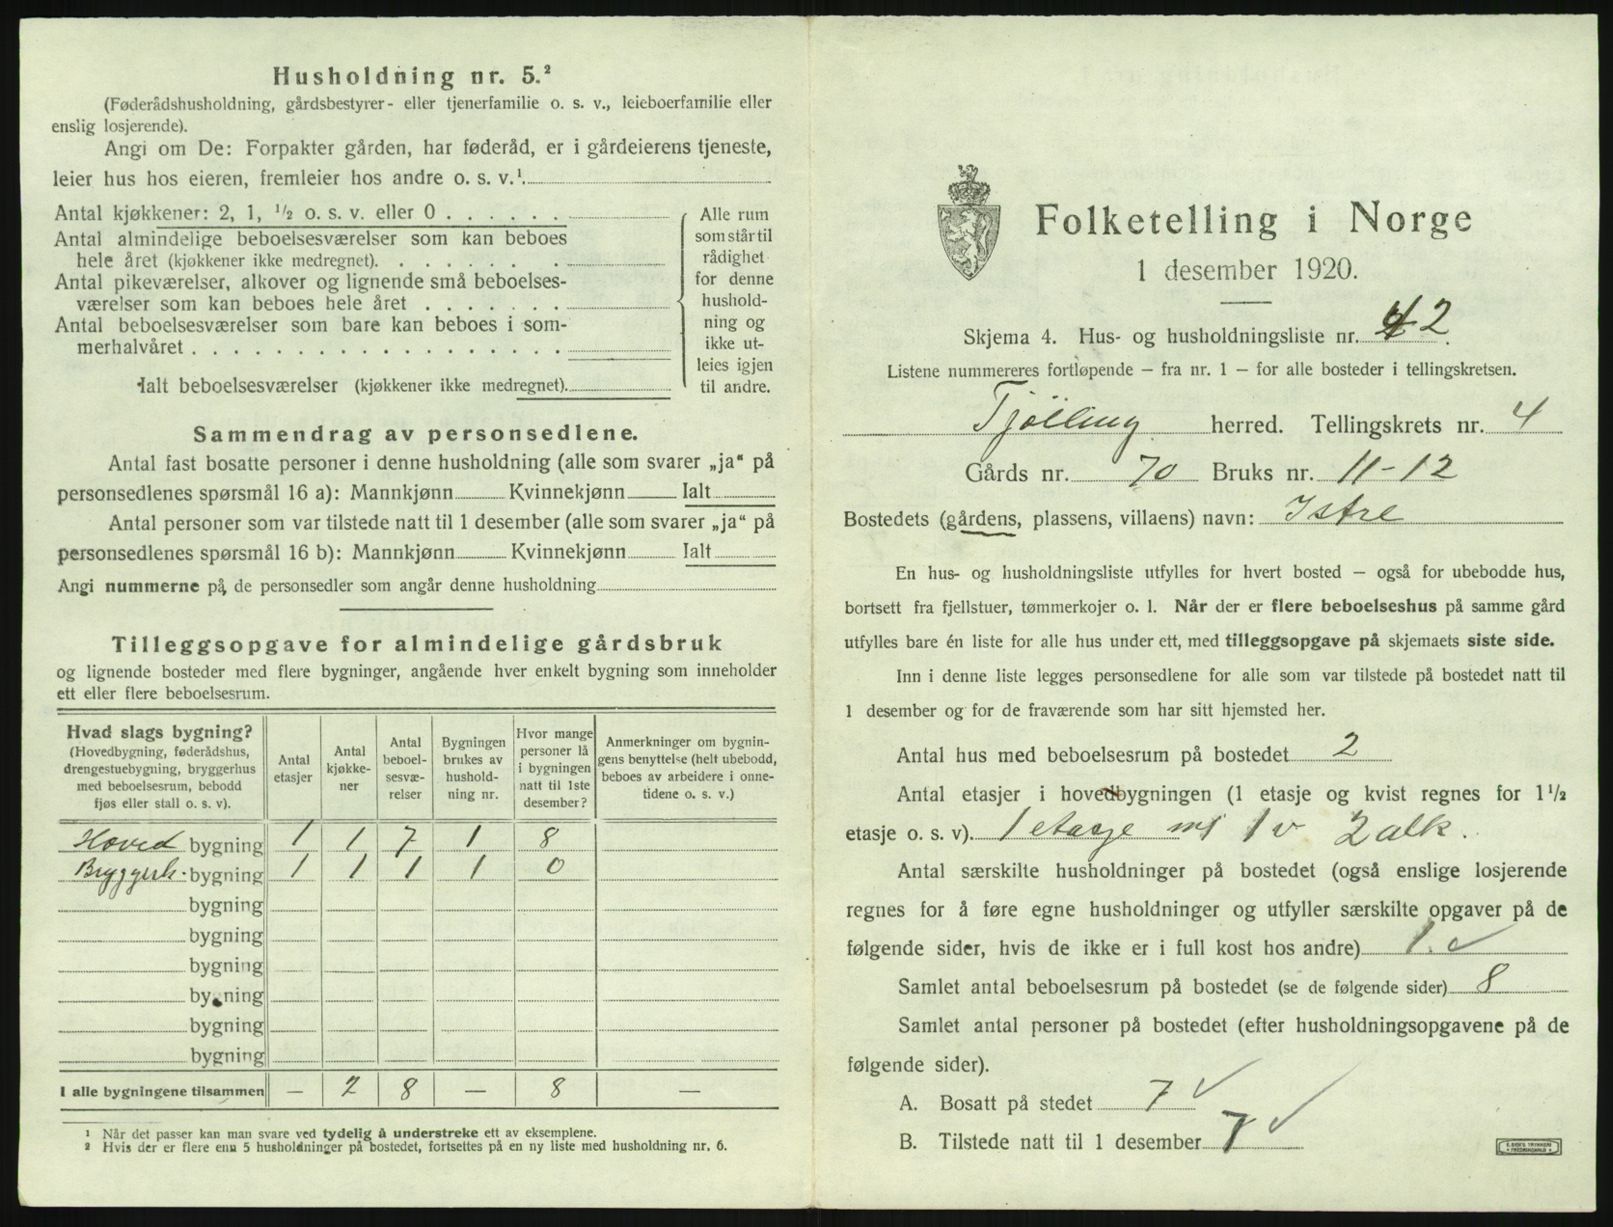 Husholdning nr. 5.²
(Føderådshusholdning, gårdsbestyrer- eller tjenerfamilie o. s. v., leieboerfamilie eller
enslig losjerende).
Angi om De: Forpakter gården, har føderåd, er i gårdeierens tjeneste,
leier hus hos eieren, fremleier hos andre o. s. v.¹.
Antal kjøkkener: 2, 1, ½ o. s. v. eller 0
Antal almindelige beboelsesværelser som kan beboes
hele året (kjøkkener ikke medregnet).
Antal pikeværelser, alkover og lignende små beboelses-
værelser som kan beboes hele året
Antal beboelsesværelser som bare kan beboes i som-
merhalvåret
Ialt beboelsesværelser (kjøkkener ikke medregnet).
Alle rum
som står til
rådighet
for denne
hushold-
ning og
ikke ut-
leies igjen
til andre.
Sammendrag av personsedlene.
Antal fast bosatte personer i denne husholdning (alle som svarer „ja“ på
personsedlenes spørsmål 16 a): Mannkjønn Kvinnekjønn Ialt
Antal personer som var tilstede natt til 1 desember (alle som svarer „ja“ på
personsedlenes spørsmål 16 b): Mannkjønn Kvinnekjønn Ialt
Angi nummerne på de personsedler som angår denne husholdning
Tilleggsopgave for almindelige gårdsbruk
og lignende bosteder med flere bygninger, angående hver enkelt bygning som inneholder
ett eller flere beboelsesrum.
Hvad slags bygning?
(Hovedbygning, føderådshus,
drengestuebygning, bryggerhus
med beboelsesrum, bebodd
fjøs eller stall o. s. v).
Antal
etasjer
Antal
kjøkke-
ner
Antal
beboel-
sesvæ-
relser
Bygningen
brukes av
hushold-
ning nr.
Hvor mange
personer lå
i bygningen
natt til 1ste
desember?
Anmerkninger om bygnin-
gens benyttelse (helt ubebodd,
beboes av arbeidere i onne-
tidene o. s. v.)
Hoved bygning 1 1 7 1 8
Bryggerh. bygning 1 1 1 1 0
bygning
bygning
bygning
bygning
bygning
bygning
I alle bygningene tilsammen — 2 8 — 8 —
¹ Når det passer kan man svare ved tydelig å understreke ett av eksemplene.
² Hvis der er flere enn 5 husholdninger på bostedet, fortsettes på en ny liste med husholdning nr. 6.
Folketelling i Norge
1 desember 1920.
Skjema 4. Hus- og husholdningsliste nr. 42.
Listene nummereres fortløpende — fra nr. 1 — for alle bosteder i tellingskretsen.
Tjölling herred. Tellingskrets nr. 4
Gårds nr. 70 Bruks nr. 11-12
Bostedets (gårdens, plassens, villaens) navn: Istre
En hus- og husholdningsliste utfylles for hvert bosted — også for ubebodde hus,
bortsett fra fjellstuer, tømmerkojer o. l. Når der er flere beboelseshus på samme gård
utfylles bare én liste for alle hus under ett, med tilleggsopgave på skjemaets siste side.
Inn i denne liste legges personsedlene for alle som var tilstede på bostedet natt til
1 desember og for de fraværende som har sitt hjemsted her.
Antal hus med beboelsesrum på bostedet 2
Antal etasjer i hovedbygningen (1 etasje og kvist regnes for 1½
etasje o. s. v). 1 etasje m/ 1 v 2 alk.
Antal særskilte husholdninger på bostedet (også enslige losjerende
regnes for å føre egne husholdninger og utfyller særskilte opgaver på de
følgende sider, hvis de ikke er i full kost hos andre) 1. ✓
Samlet antal beboelsesrum på bostedet (se de følgende sider) 8
Samlet antal personer på bostedet (efter husholdningsopgavene på de
følgende sider).
A. Bosatt på stedet 7 ✓
B. Tilstede natt til 1 desember 7 ✓